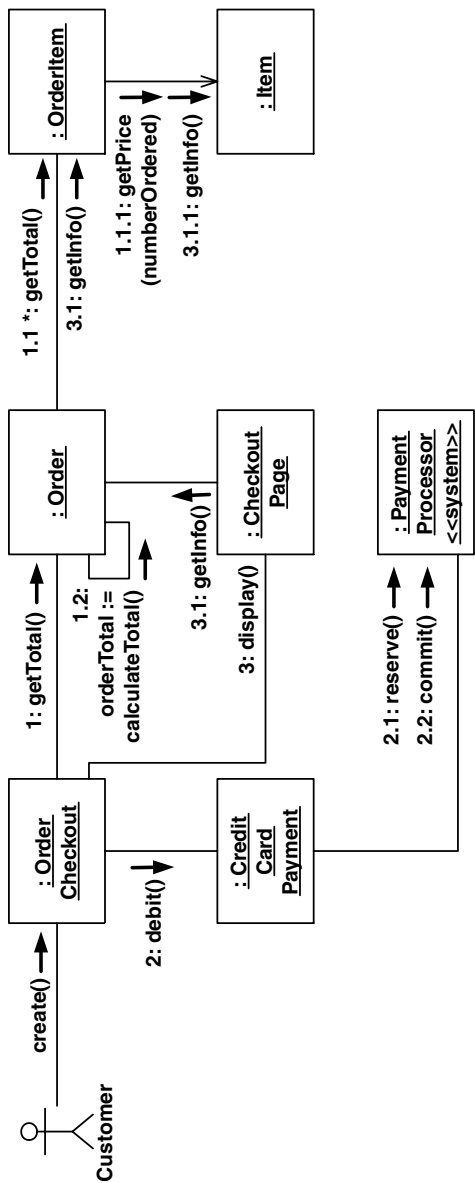 Customer
create()
: Order
Checkout
1: getTotal()
: Order
1.1 *: getTotal()
3.1: getInfo()
: OrderItem
1.2:
orderTotal :=
calculateTotal()
2: debit()
3.1: getInfo()
1.1.1: getPrice
(numberOrdered)
3.1.1: getInfo()
: Credit
Card
Payment
3: display()
: Checkout
Page
: Item
2.1: reserve()
2.2: commit()
: Payment
Processor
<<system>>